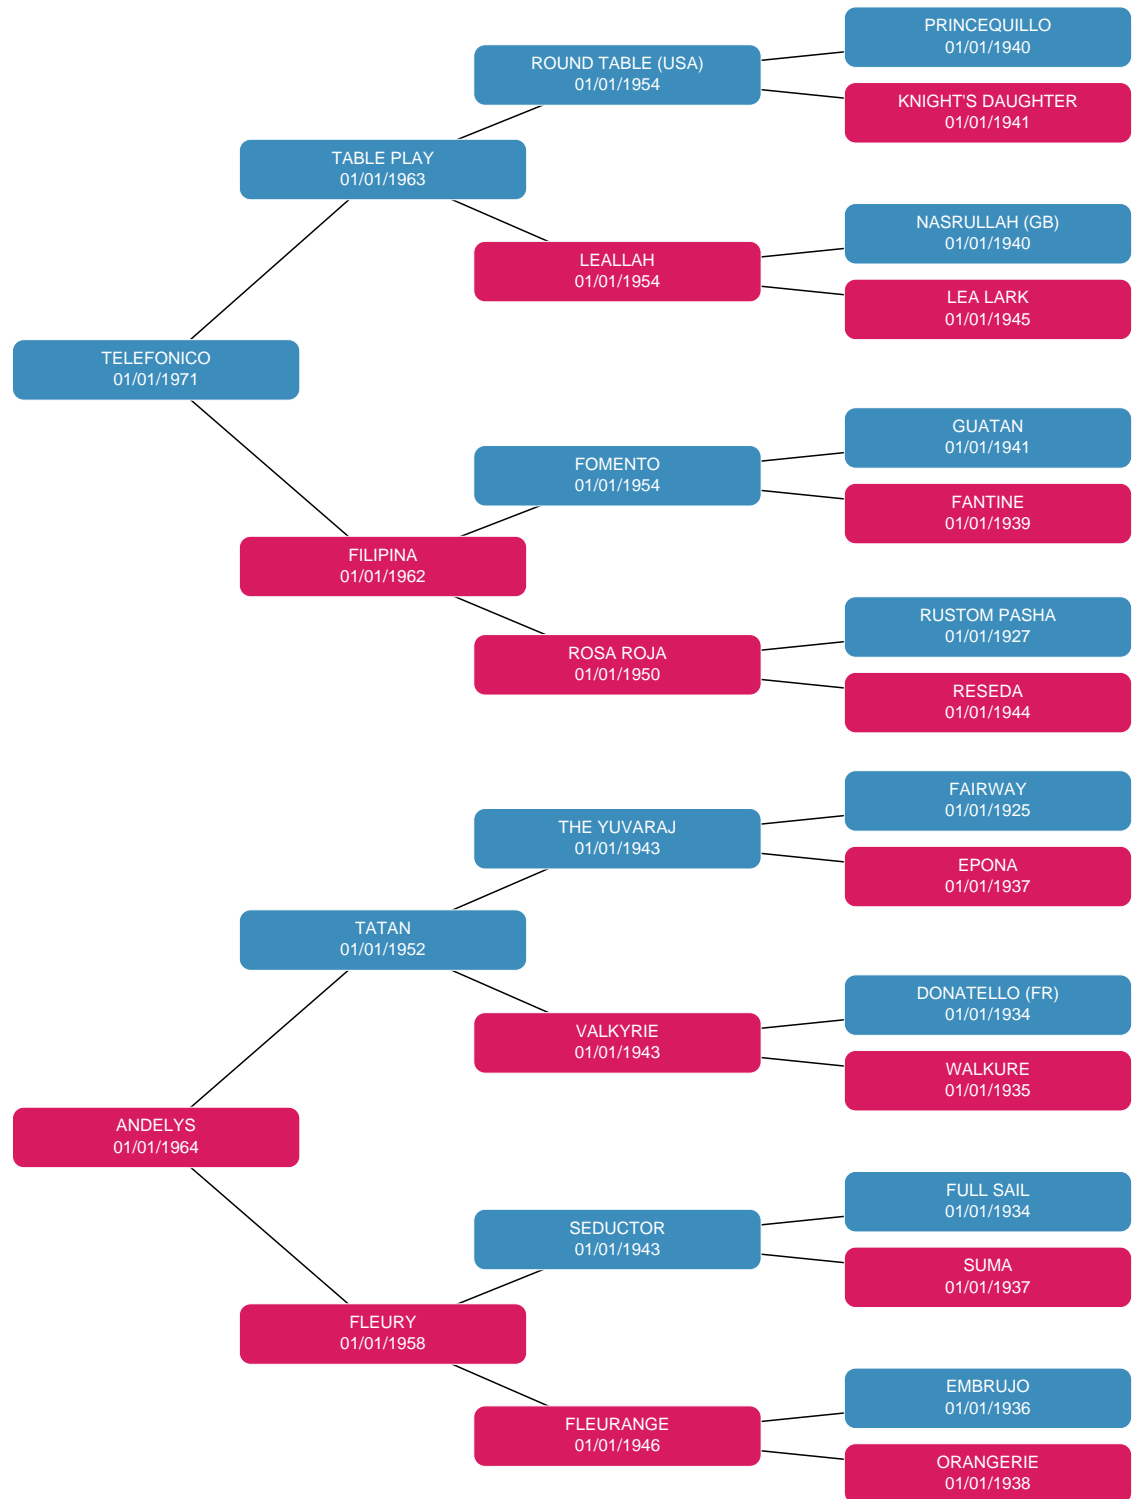 PRINCEQUILLO
01/01/1940
ROUND TABLE (USA)
01/01/1954
KNIGHT'S DAUGHTER
01/01/1941
TABLE PLAY
01/01/1963
NASRULLAH (GB)
01/01/1940
LEALLAH
01/01/1954
LEA LARK
01/01/1945
TELEFONICO
01/01/1971
GUATAN
01/01/1941
FOMENTO
01/01/1954
FANTINE
01/01/1939
FILIPINA
01/01/1962
RUSTOM PASHA
01/01/1927
ROSA ROJA
01/01/1950
RESEDA
01/01/1944
FAIRWAY
01/01/1925
THE YUVARAJ
01/01/1943
EPONA
01/01/1937
TATAN
01/01/1952
DONATELLO (FR)
01/01/1934
VALKYRIE
01/01/1943
WALKURE
01/01/1935
ANDELYS
01/01/1964
FULL SAIL
01/01/1934
SEDUCTOR
01/01/1943
SUMA
01/01/1937
FLEURY
01/01/1958
EMBRUJO
01/01/1936
FLEURANGE
01/01/1946
ORANGERIE
01/01/1938